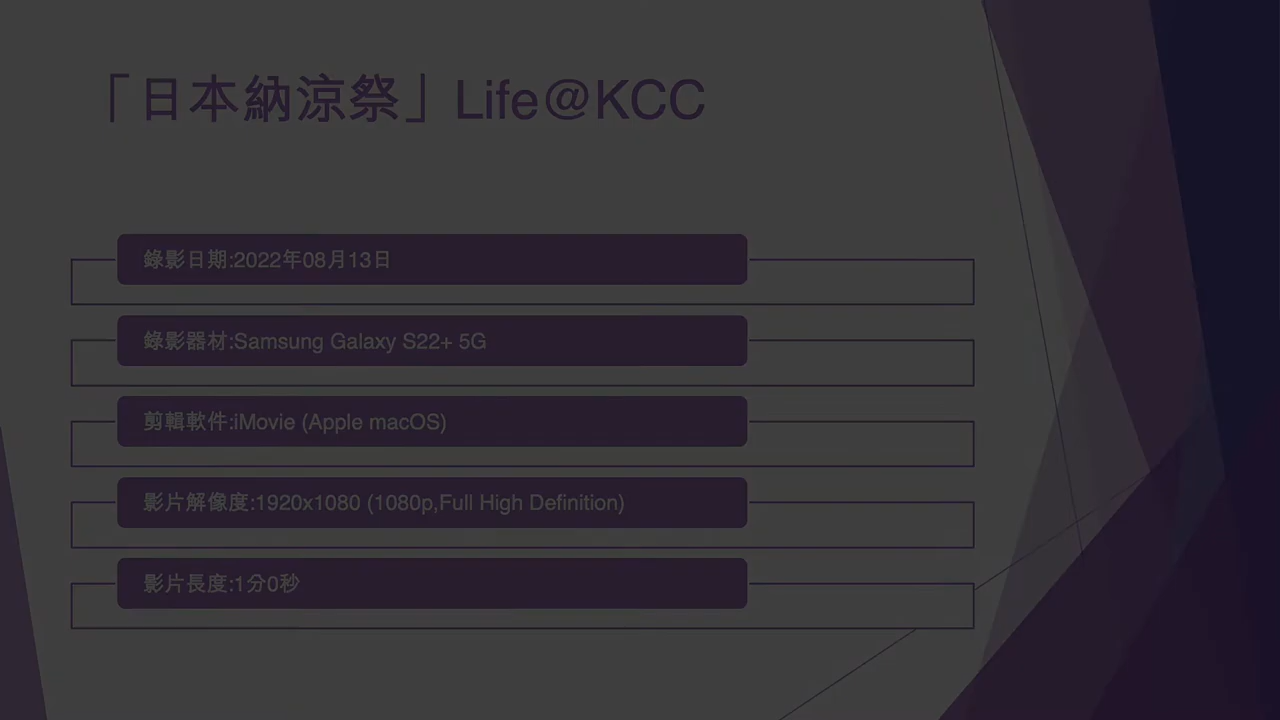 「日本納涼祭」Life@KCC
錄影日期:2022年08月13日
錄影器材:Samsung Galaxy S22+ 5G
剪輯軟件:iMovie (Apple macOS)
影片解像度:1920x1080 (1080p,Full High Definition)
影片長度:1分0秒